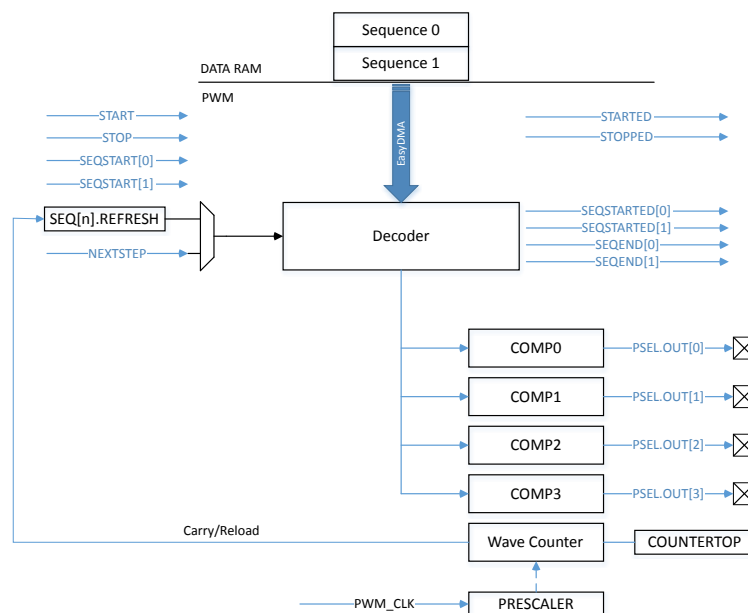 Sequence 0
Sequence 1
DATA RAM
PWM
EasyDMA
START
STOP
SEQSTART[0]
SEQSTART[1]
STARTED
STOPPED
SEQ[n].REFRESH
NEXTSTEP
Decoder
SEQSTARTED[0]
SEQSTARTED[1]
SEQEND[0]
SEQEND[1]
COMP0
PSEL.OUT[0]
COMP1
PSEL.OUT[1]
COMP2
PSEL.OUT[2]
COMP3
PSEL.OUT[3]
Carry/Reload
Wave Counter
COUNTERTOP
PWM_CLK
PRESCALER